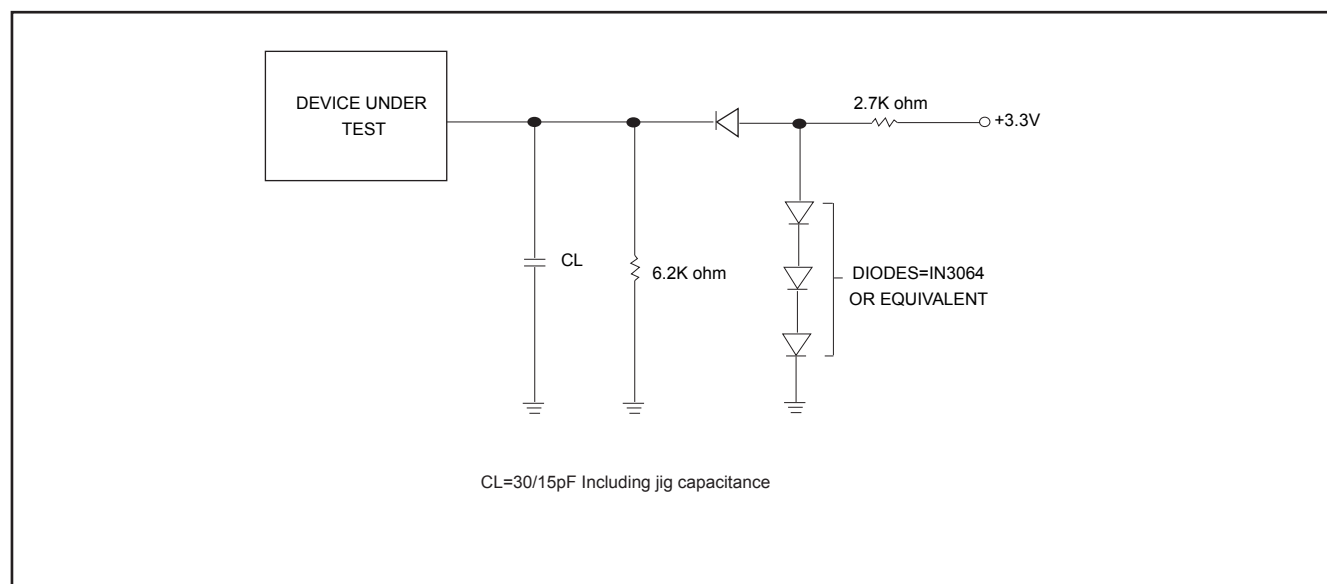 DEVICE UNDER
TEST
2.7K ohm
+3.3V
CL
6.2K ohm
DIODES=IN3064
OR EQUIVALENT
CL=30/15pF Including jig capacitance